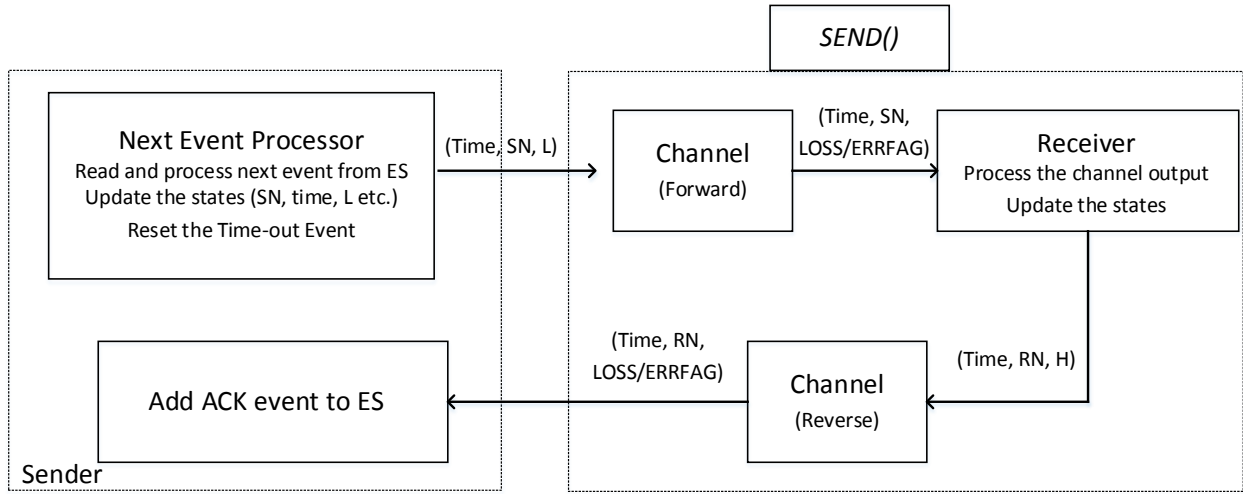 SEND()
Next Event Processor
Read and process next event from ES
Update the states (SN, time, L etc.)
Reset the Time-out Event
(Time, SN, L)
Channel
(Forward)
(Time, SN,
LOSS/ERRFAG)
Receiver
Process the channel output
Update the states
(Time, RN, H)
Channel
(Reverse)
(Time, RN,
LOSS/ERRFAG)
Add ACK event to ES
Sender